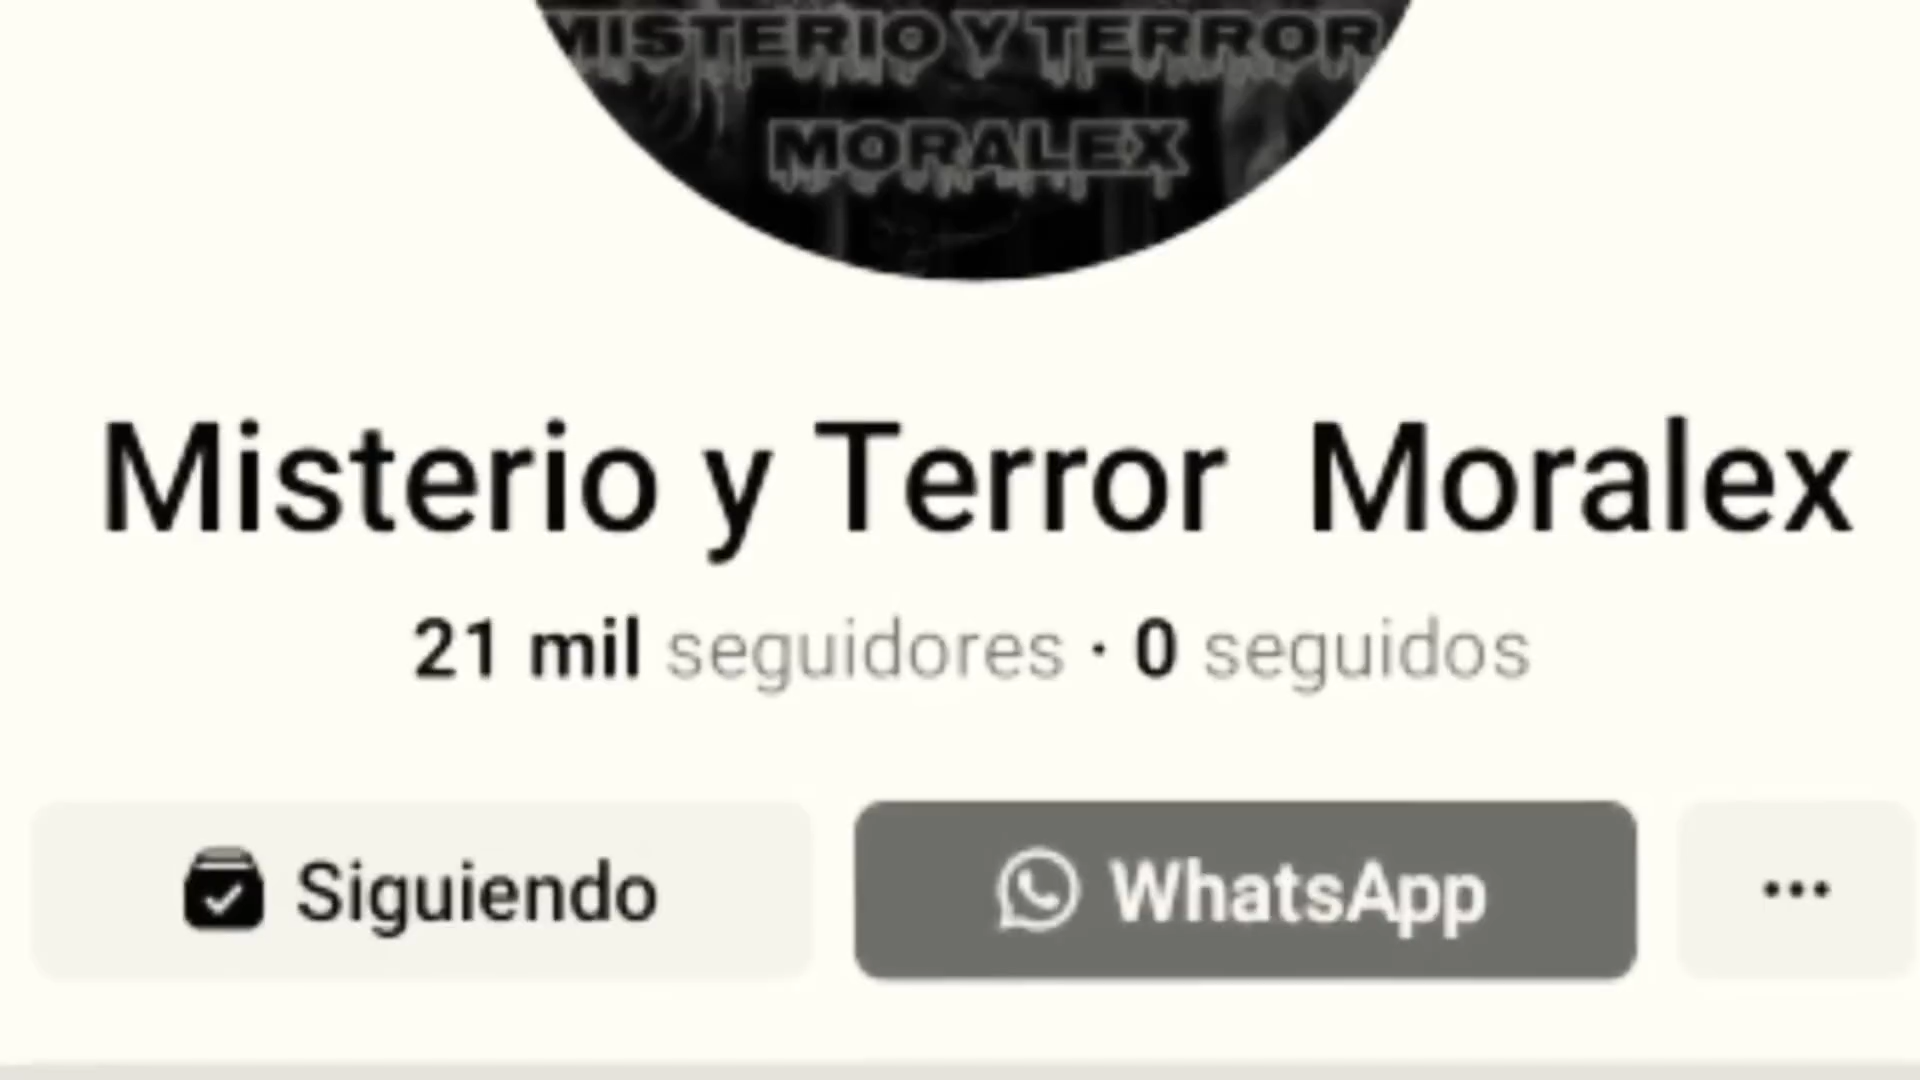 MISTERIO Y TERROR
MORALEX
Misterio y Terror Moralex
21 mil seguidores · 0 seguidos
Siguiendo
WhatsApp